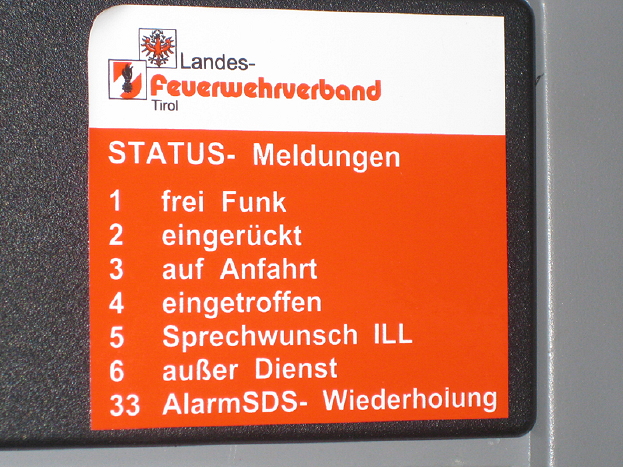 Landes-
Feuerwehrverband
Tirol
STATUS- Meldungen
1 frei Funk
2 eingerückt
3 auf Anfahrt
4 eingetroffen
5 Sprechwunsch ILL
6 außer Dienst
33 AlarmSDS- Wiederholung